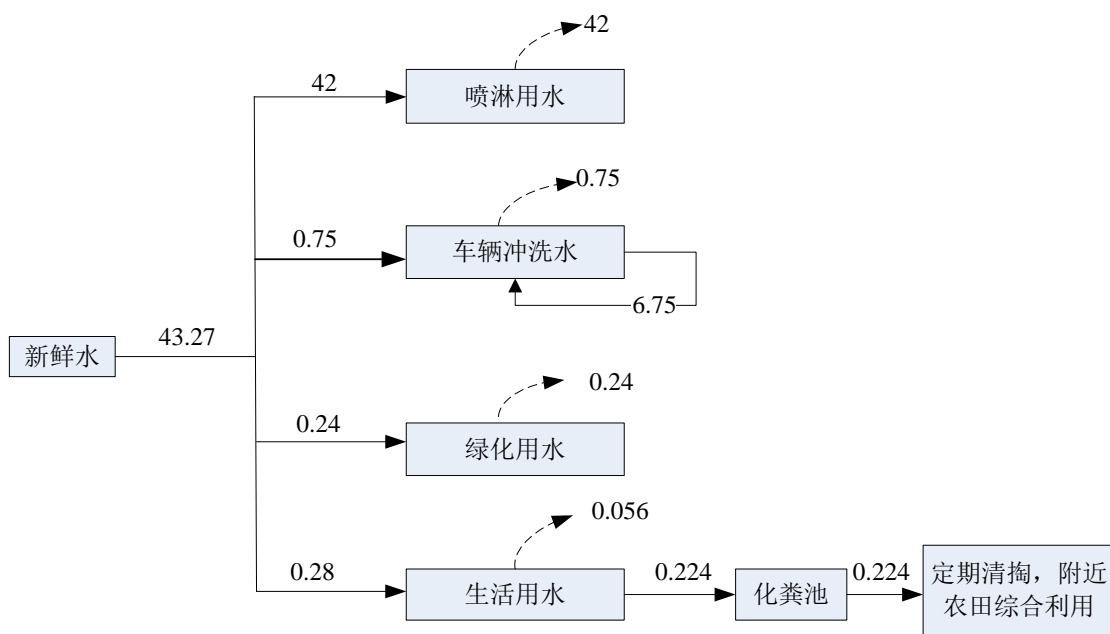 42
42
喷淋用水
0.75
0.75
车辆冲洗水
6.75
新鲜水
43.27
0.24
0.24
绿化用水
0.056
0.28
生活用水
0.224
化粪池
0.224
定期清掏，附近
农田综合利用